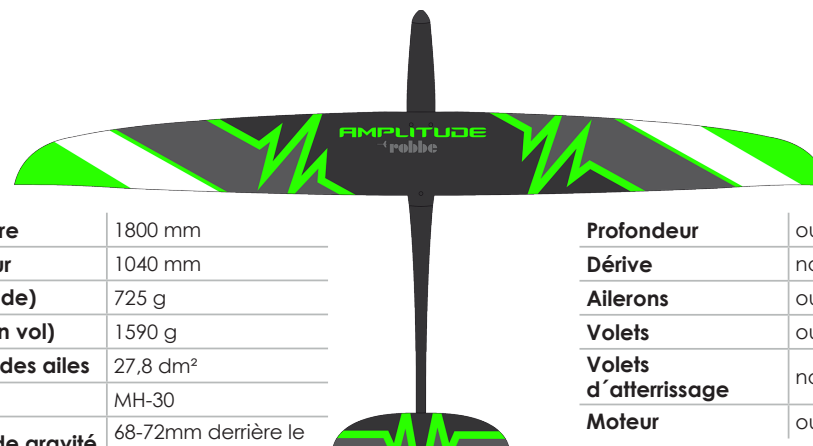 AMPLITUDE
robbe
re 1800 mm
ur 1040 mm
de) 725 g
n vol) 1590 g
des ailes 27,8 dm²
MH-30
de gravité 68-72mm derrière le
Profondeur ou
Dérive no
Ailerons ou
Volets ou
Volets
d´atterrissage no
Moteur ou